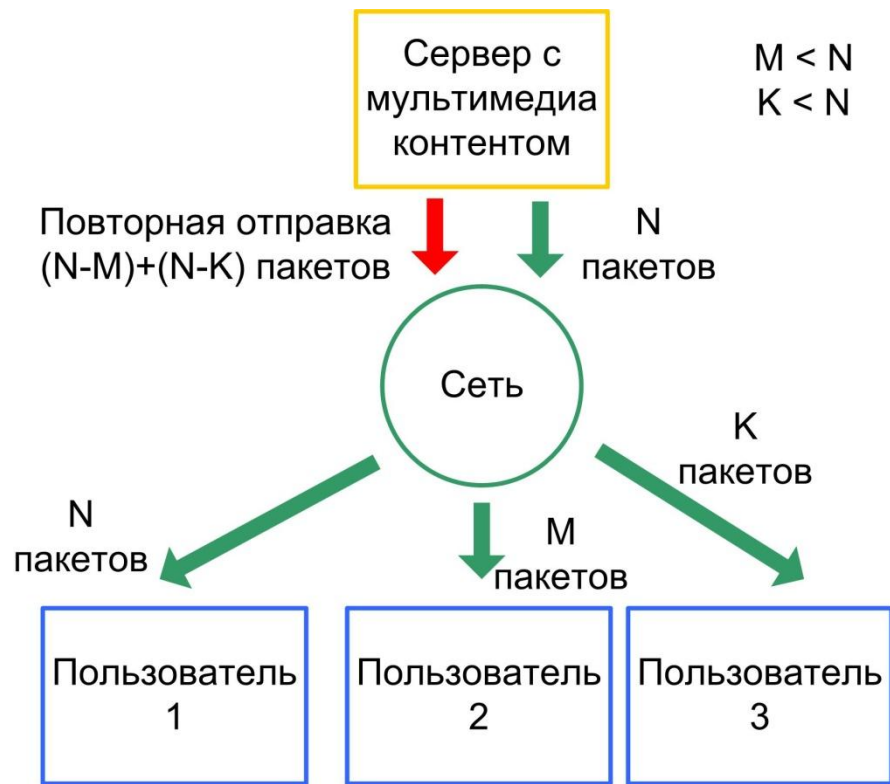 Сервер с
мультимедиа
контентом
M < N
K < N
Повторная отправка
(N-M)+(N-K) пакетов
N
пакетов
Сеть
N
пакетов
M
пакетов
K
пакетов
Пользователь
1
Пользователь
2
Пользователь
3